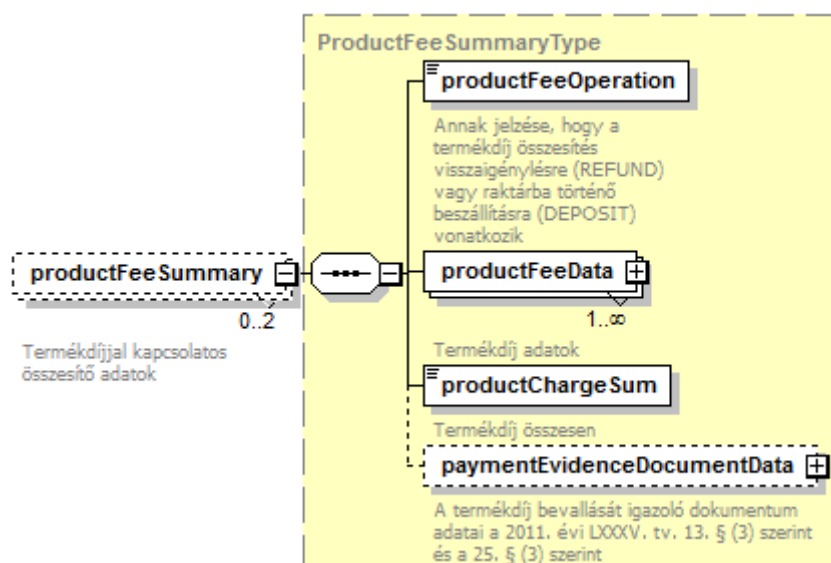 ProductFeeSummaryType
productFeeOperation
Annak jelzése, hogy a
termékdíj összesítés
visszaigénylésre (REFUND)
vagy raktárba történő
beszállításra (DEPOSIT)
vonatkozik
productFeeSummary
0..2
Termékdíjjal kapcsolatos
összesítő adatok
productFeeData
1..∞
Termékdíj adatok
productChargeSum
Termékdíj összesen
paymentEvidenceDocumentData
A termékdíj bevallását igazoló dokumentum
adatai a 2011. évi LXXXV. tv. 13. § (3) szerint
és a 25. § (3) szerint